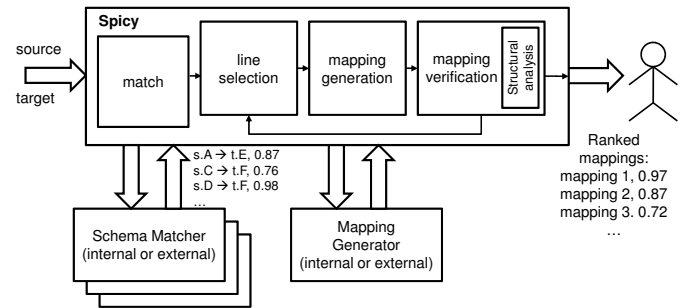 Spicy
source
target
match
line
selection
mapping
generation
mapping
verification
Structural
analysis
s.A → t.E, 0.87
s.C → t.F, 0.76
s.D → t.F, 0.98
…
Schema Matcher
(internal or external)
Mapping
Generator
(internal or external)
Ranked
mappings:
mapping 1, 0.97
mapping 2, 0.87
mapping 3. 0.72
…